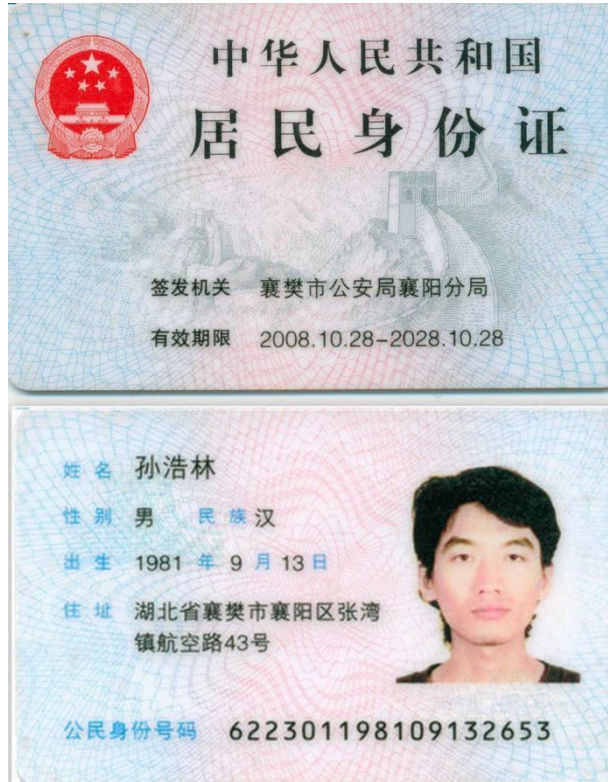 中华人民共和国
居民身份证
签发机关 襄樊市公安局襄阳分局
有效期限 2008.10.28-2028.10.28
姓名 孙浩林
性别 男 民族 汉
出生 1981 年 9 月 13 日
住址 湖北省襄樊市襄阳区张湾
镇航空路43号
公民身份号码 622301198109132653